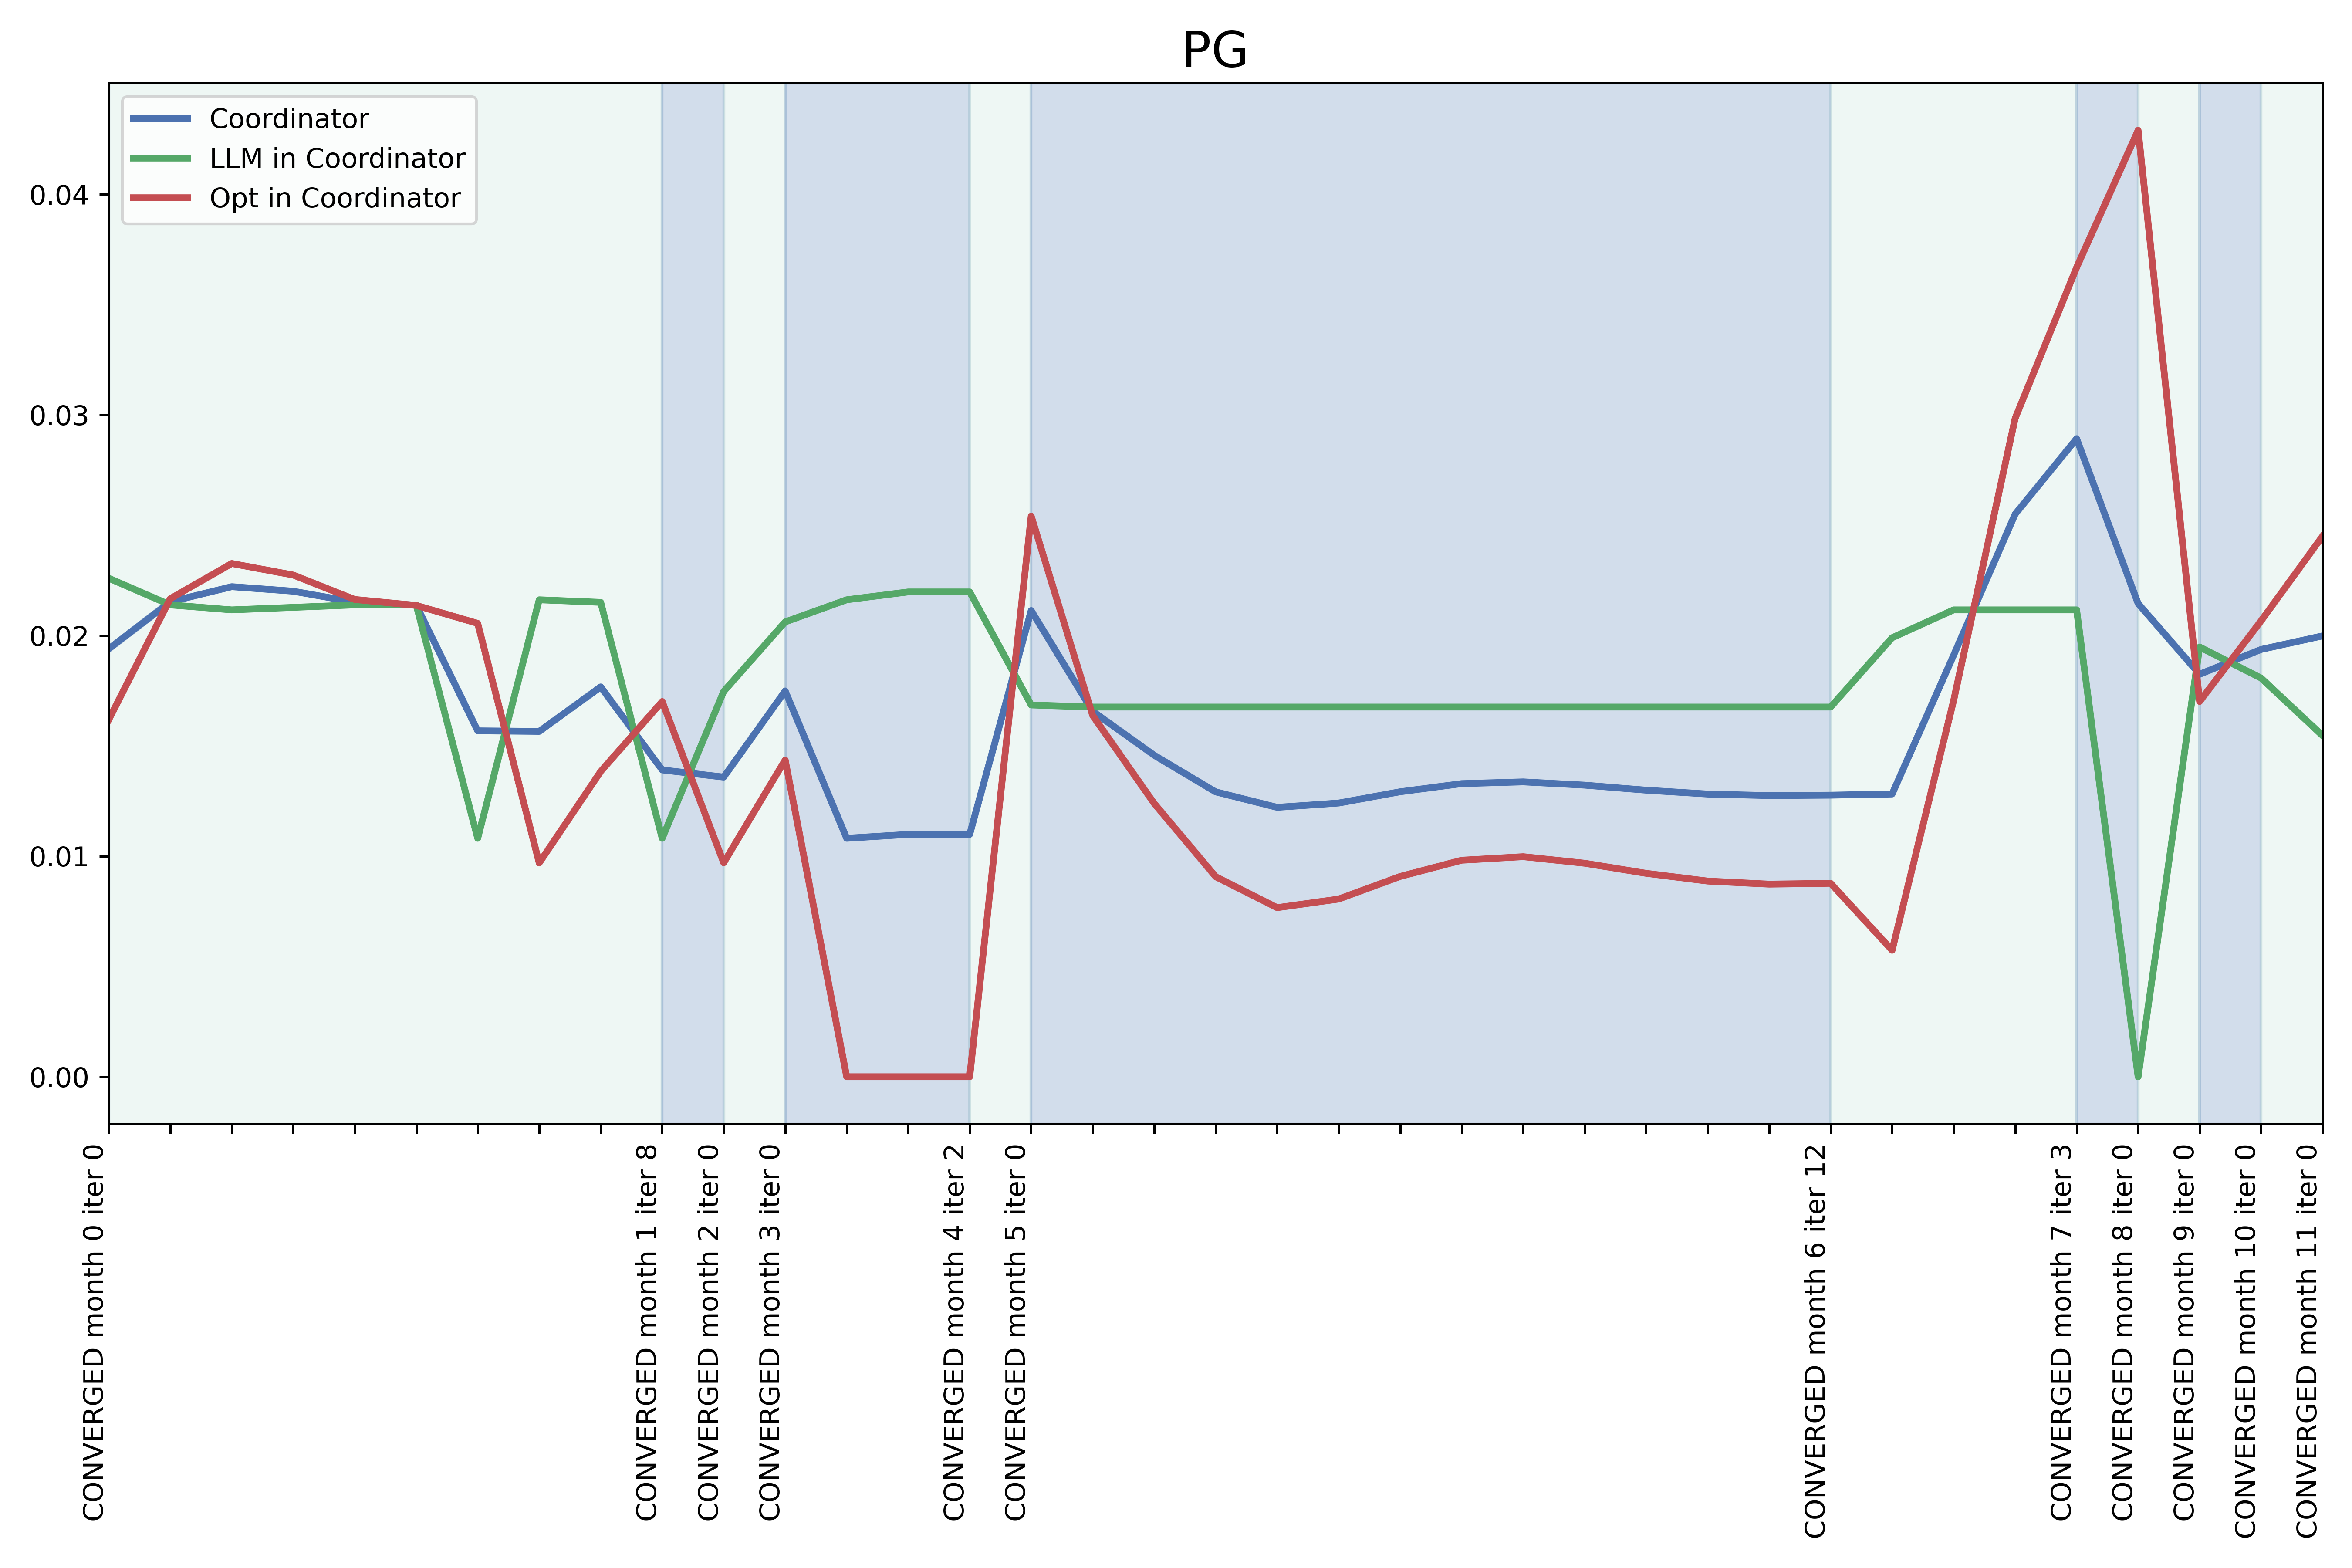 PG
Coordinator
LLM in Coordinator
Opt in Coordinator
0.04
0.03
0.02
0.01
0.00
CONVERGED month 0 iter 0
CONVERGED month 1 iter 8
CONVERGED month 2 iter 0
CONVERGED month 3 iter 0
CONVERGED month 4 iter 2
CONVERGED month 5 iter 0
CONVERGED month 6 iter 12
CONVERGED month 7 iter 3
CONVERGED month 8 iter 0
CONVERGED month 9 iter 0
CONVERGED month 10 iter 0
CONVERGED month 11 iter 0